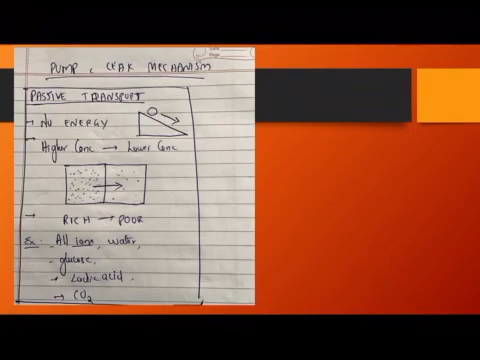 PUMP & LEAK MECHANISM
PASSIVE TRANSPORT
→ NO ENERGY
→ Higher Conc → Lower Conc
→ RICH → POOR
Ex: - All ions, water,
- glucose,
→ Lactic acid.
→ CO2